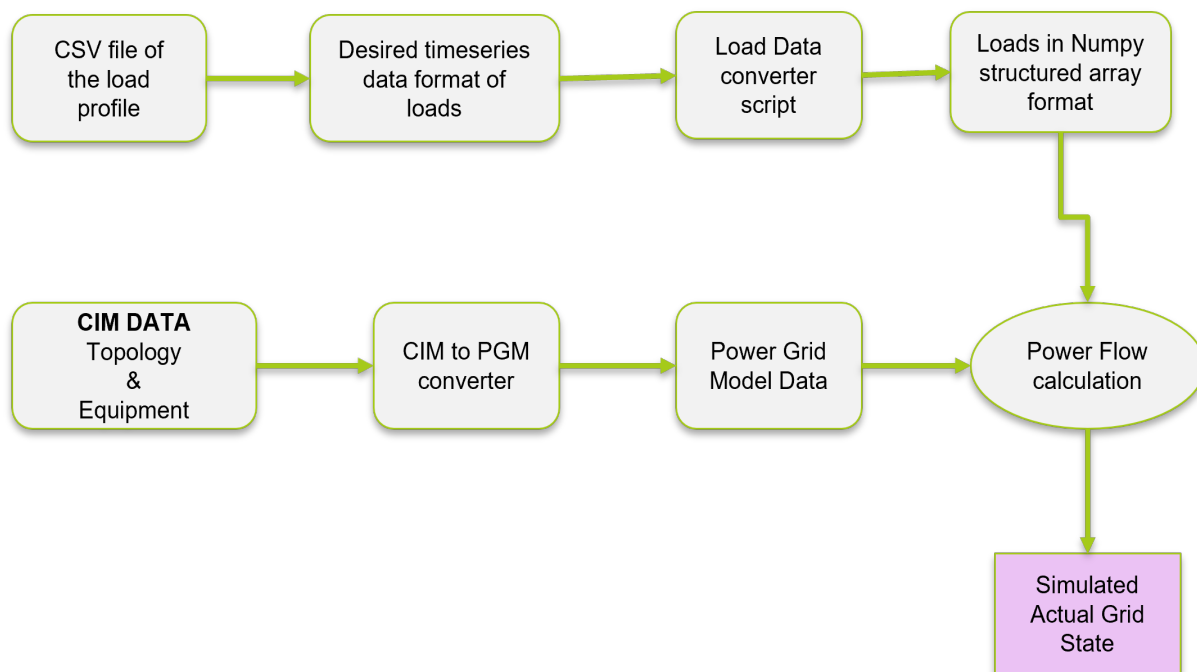 CSV file of
the load
profile
Desired timeseries
data format of
loads
Load Data
converter
script
Loads in Numpy
structured array
format
CIM DATA
Topology
&
Equipment
CIM to PGM
converter
Power Grid
Model Data
Power Flow
calculation
Simulated
Actual Grid
State